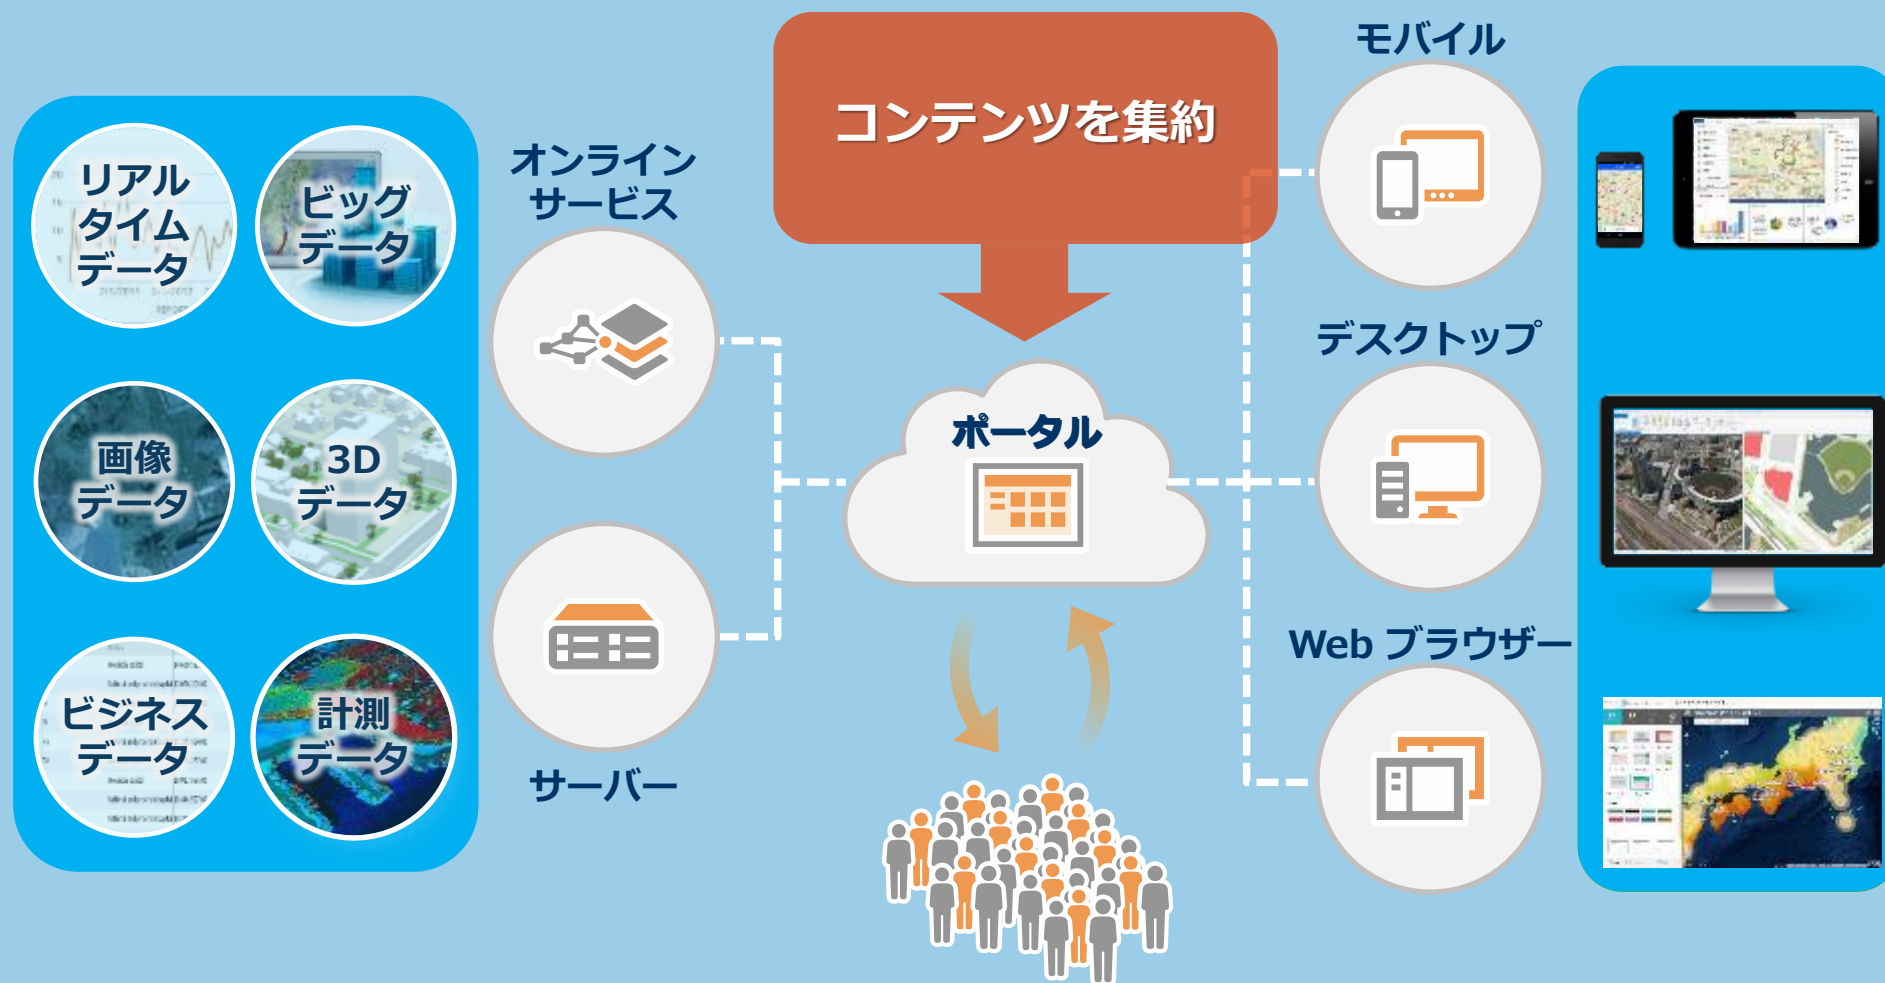 リアル
タイム
データ
ビッグ
データ
画像
データ
3D
データ
ビジネス
データ
計測
データ
オンライン
サービス
サーバー
コンテンツを集約
ポータル
モバイル
デスクトップ
Web ブラウザー